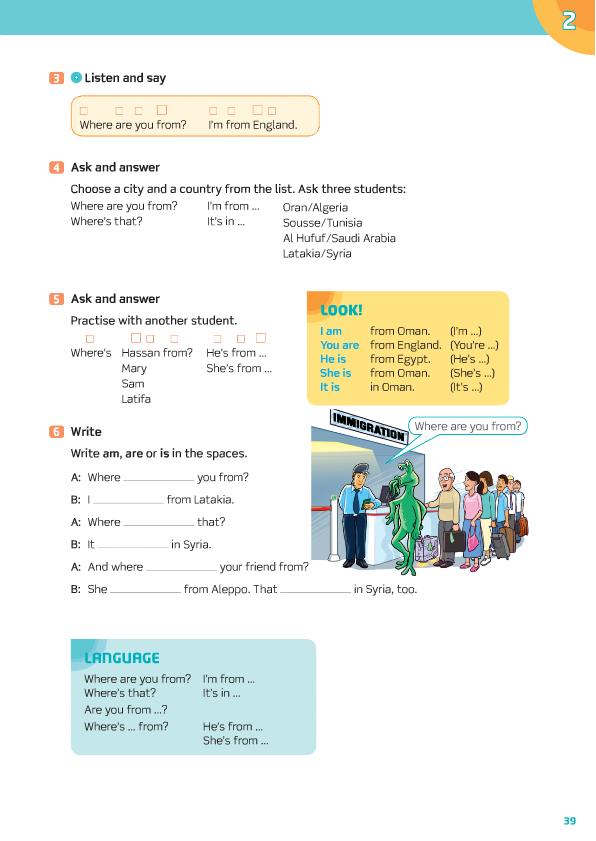 2
3 Listen and say
Where are you from? I'm from England.
4 Ask and answer
Choose a city and a country from the list. Ask three students:
Where are you from? I'm from ... Oran/Algeria
Where's that? It's in ... Sousse/Tunisia
Al Hufuf/Saudi Arabia
Latakia/Syria
5 Ask and answer
Practise with another student.
Where's Hassan from? He's from ...
Mary She's from ...
Sam
Latifa
LOOK!
I am from Oman. (I'm ...)
You are from England. (You're ...)
He is from Egypt. (He's ...)
She is from Oman. (She's ...)
It is in Oman. (It's ...)
6 Write
Write am, are or is in the spaces.
A: Where ________ you from?
B: I ________ from Latakia.
A: Where ________ that?
B: It ________ in Syria.
A: And where ________ your friend from?
B: She ________ from Aleppo. That ________ in Syria, too.
IMMIGRATION
Where are you from?
LANGUAGE
Where are you from? I'm from ...
Where's that? It's in ...
Are you from ...?
Where's ... from? He's from ...
She's from ...
39